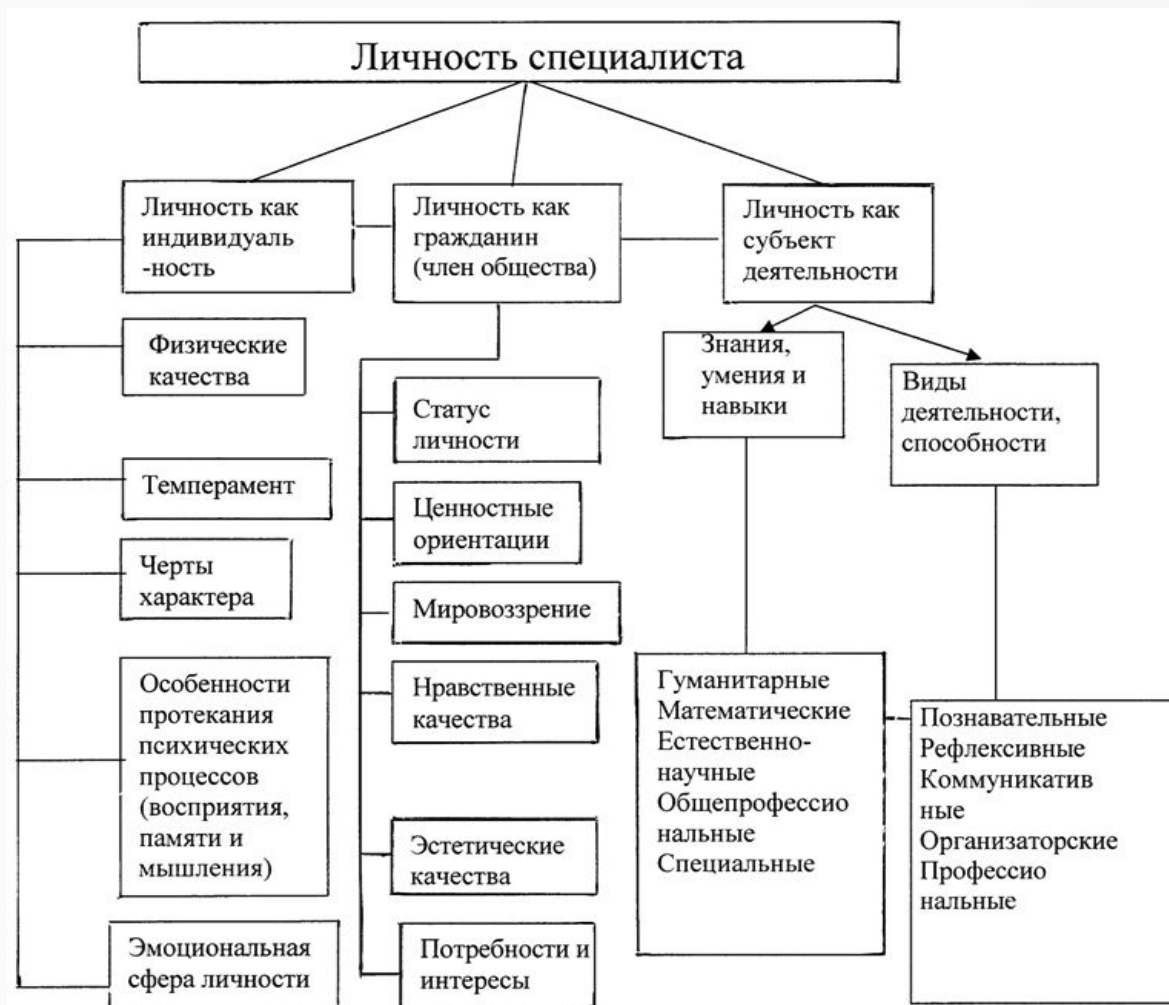 Личность специалиста
Личность как
индивидуаль
-ность
Личность как
гражданин
(член общества)
Личность как
субъект
деятельности
Физические
качества
Темперамент
Черты
характера
Особенности
протекания
психических
процессов
(восприятия,
памяти и
мышления)
Эмоциональная
сфера личности
Статус
личности
Ценностные
ориентации
Мировоззрение
Нравственные
качества
Эстетические
качества
Потребности и
интересы
Знания,
умения и
навыки
Виды
деятельности,
способности
Гуманитарные
Математические
Естественно-
научные
Общепрофессио
нальные
Специальные
Познавательные
Рефлексивные
Коммуникатив
ные
Организаторские
Профессио
нальные